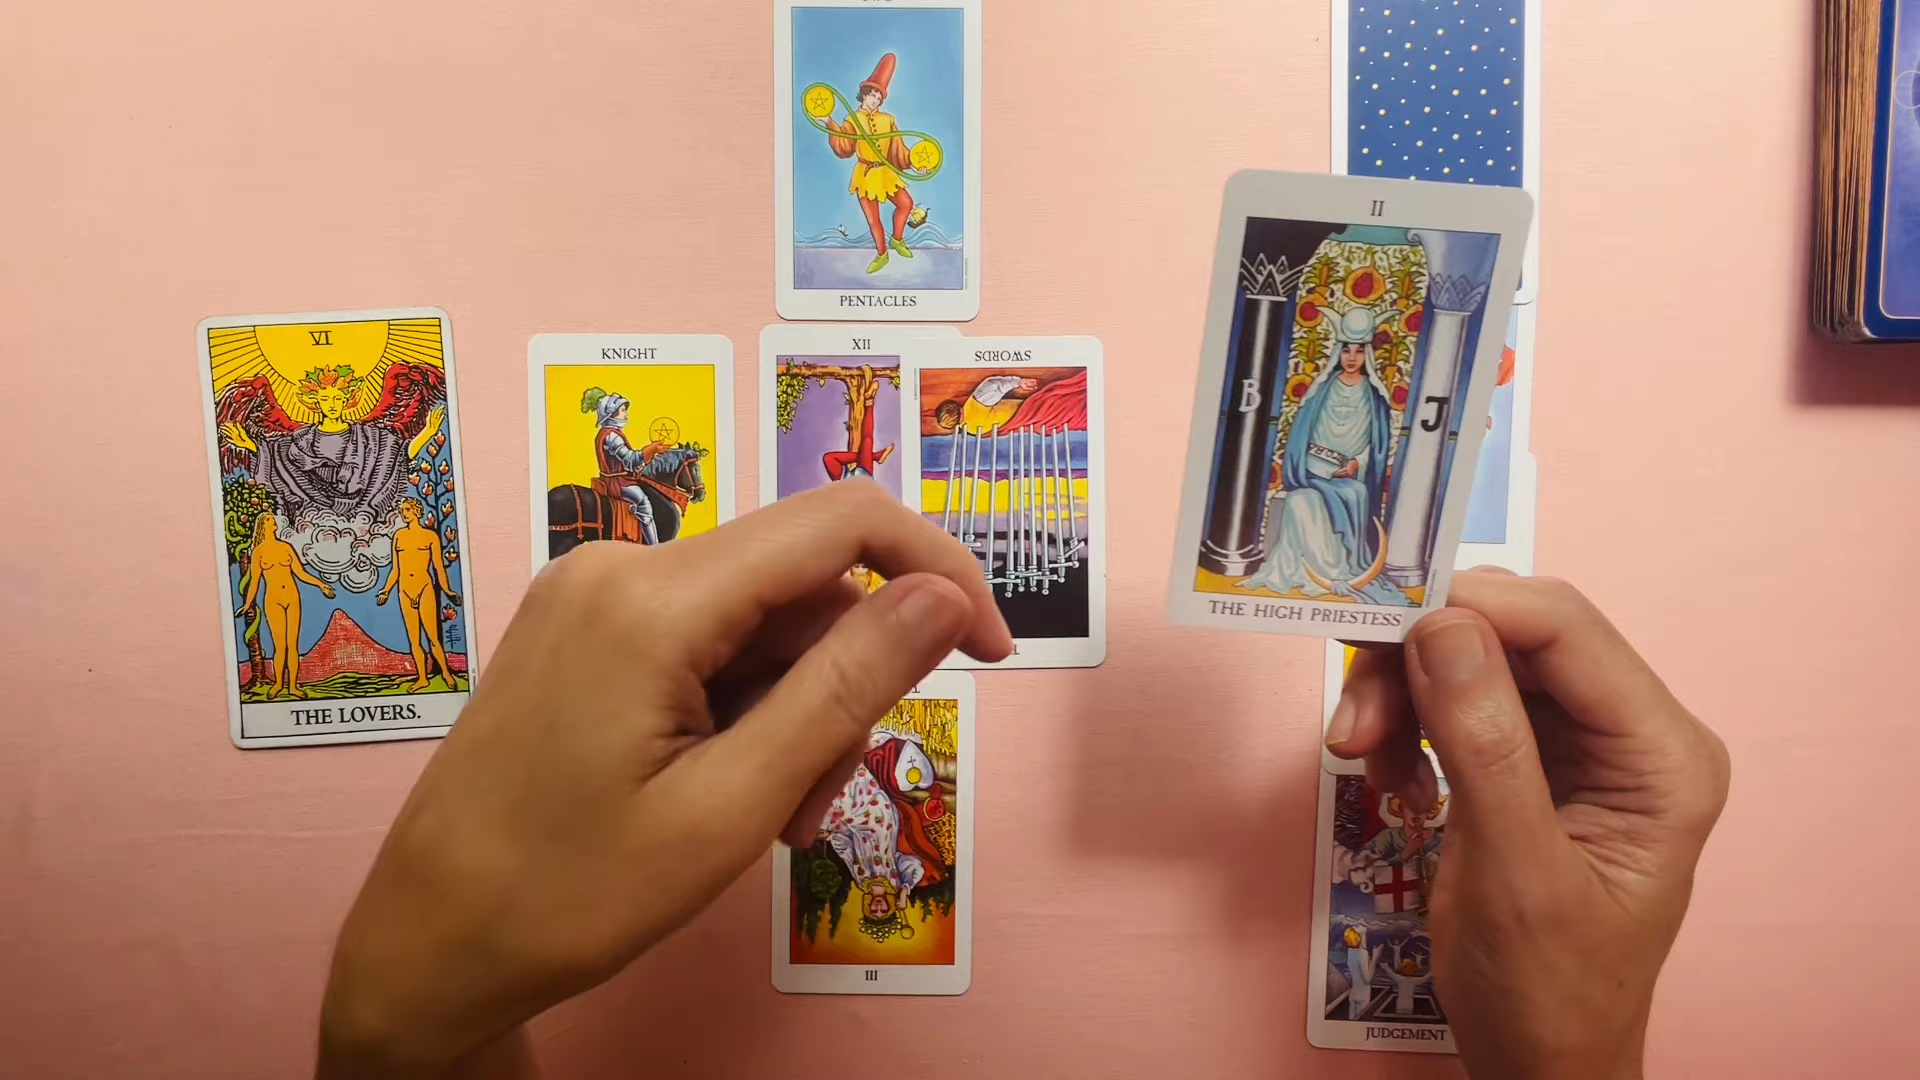 PENTACLES
VI
THE LOVERS.
KNIGHT
XII
SWORDS
II
B
J
THE HIGH PRIESTESS
III
JUDGEMENT